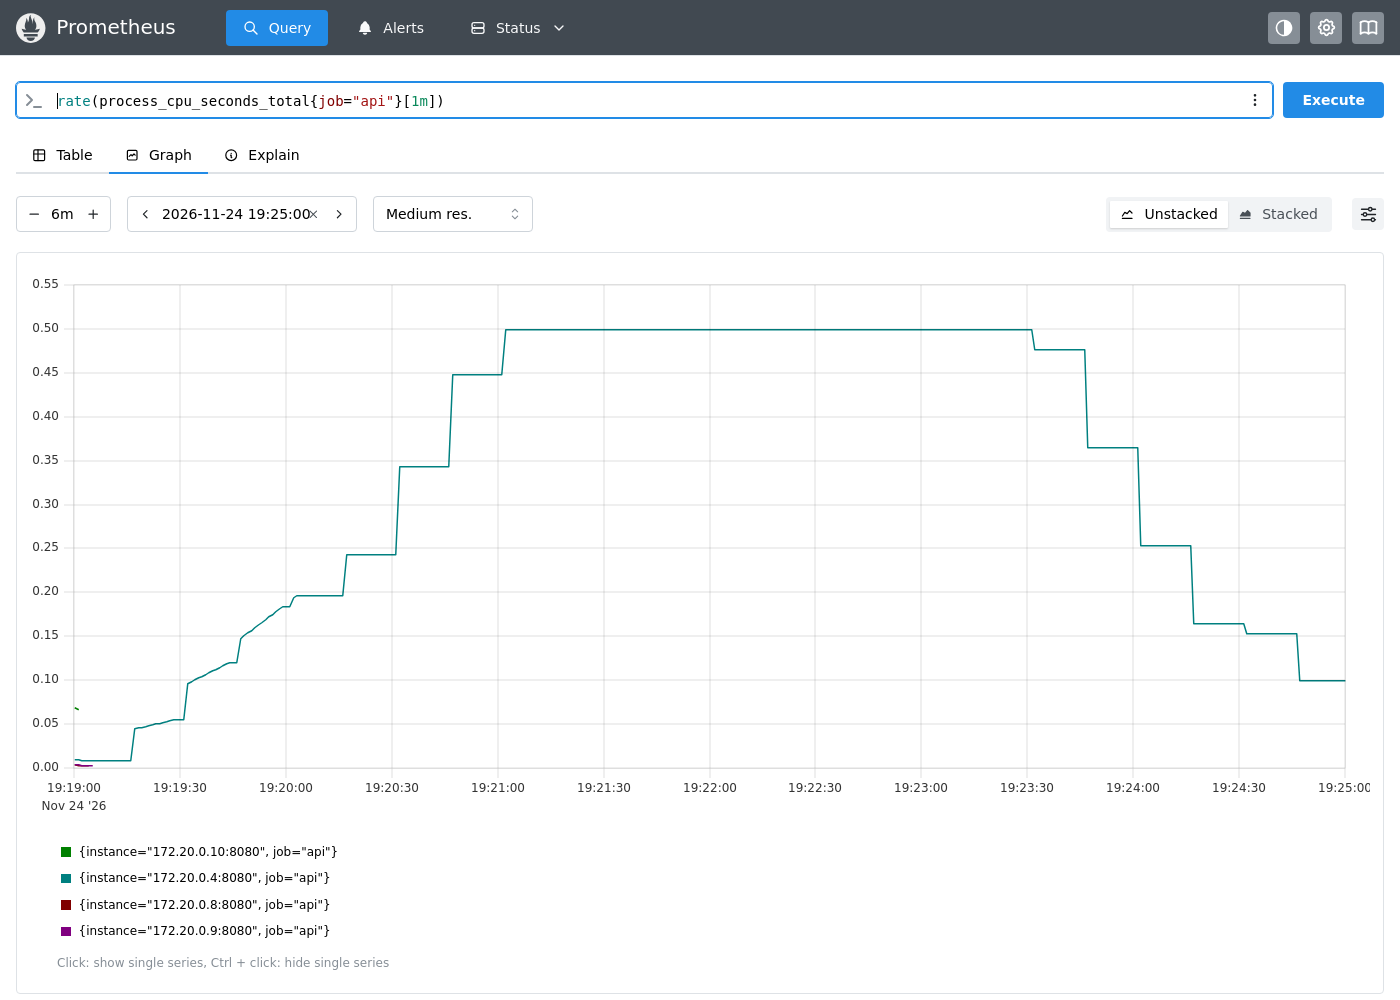 Prometheus
Query
Alerts
Status
rate(process_cpu_seconds_total{job="api"}[1m])
Execute
Table
Graph
Explain
6m
2026-11-24 19:25:00
Medium res.
Unstacked
Stacked
0.55
0.50
0.45
0.40
0.35
0.30
0.25
0.20
0.15
0.10
0.05
0.00
19:19:00 19:19:30 19:20:00 19:20:30 19:21:00 19:21:30 19:22:00 19:22:30 19:23:00 19:23:30 19:24:00 19:24:30 19:25:00
Nov 24 '26
{instance="172.20.0.10:8080", job="api"}
{instance="172.20.0.4:8080", job="api"}
{instance="172.20.0.8:8080", job="api"}
{instance="172.20.0.9:8080", job="api"}
Click: show single series, Ctrl + click: hide single series